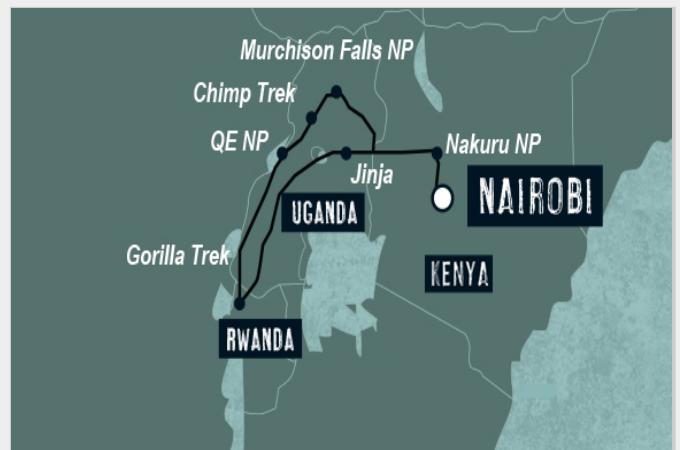 Murchison Falls NP
Chimp Trek
QE NP
Nakuru NP
Jinja
NAIROBI
UGANDA
Gorilla Trek
KENYA
RWANDA